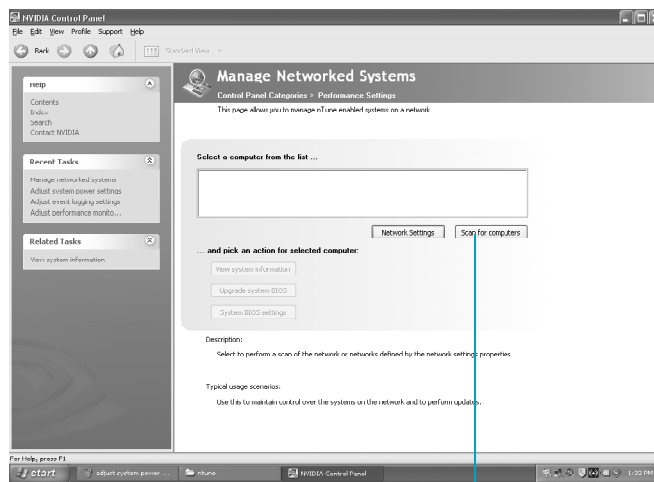 NVIDIA Control Panel
File Edit View Profile Support Help
Back Standard View
Help
Contents
Index
Search
Contact NVIDIA
Recent Tasks
Manage networked systems
Adjust system power settings
Adjust event logging settings
Adjust performance monito...
Related Tasks
View system information
Manage Networked Systems
Control Panel Categories > Performance Settings
This page allows you to manage nTune enabled systems on a network
Select a computer from the list ...
Network Settings Scan for computers
... and pick an action for selected computer:
View system information
Upgrade system BIOS
System BIOS settings
Description:
Select to perform a scan of the network or networks defined by the network settings properties.
Typical usage scenarios:
Use this to maintain control over the systems on the network and to perform updates.
For Help, press F1
start adjust system power ... ntune NVIDIA Control Panel 1:22 PM